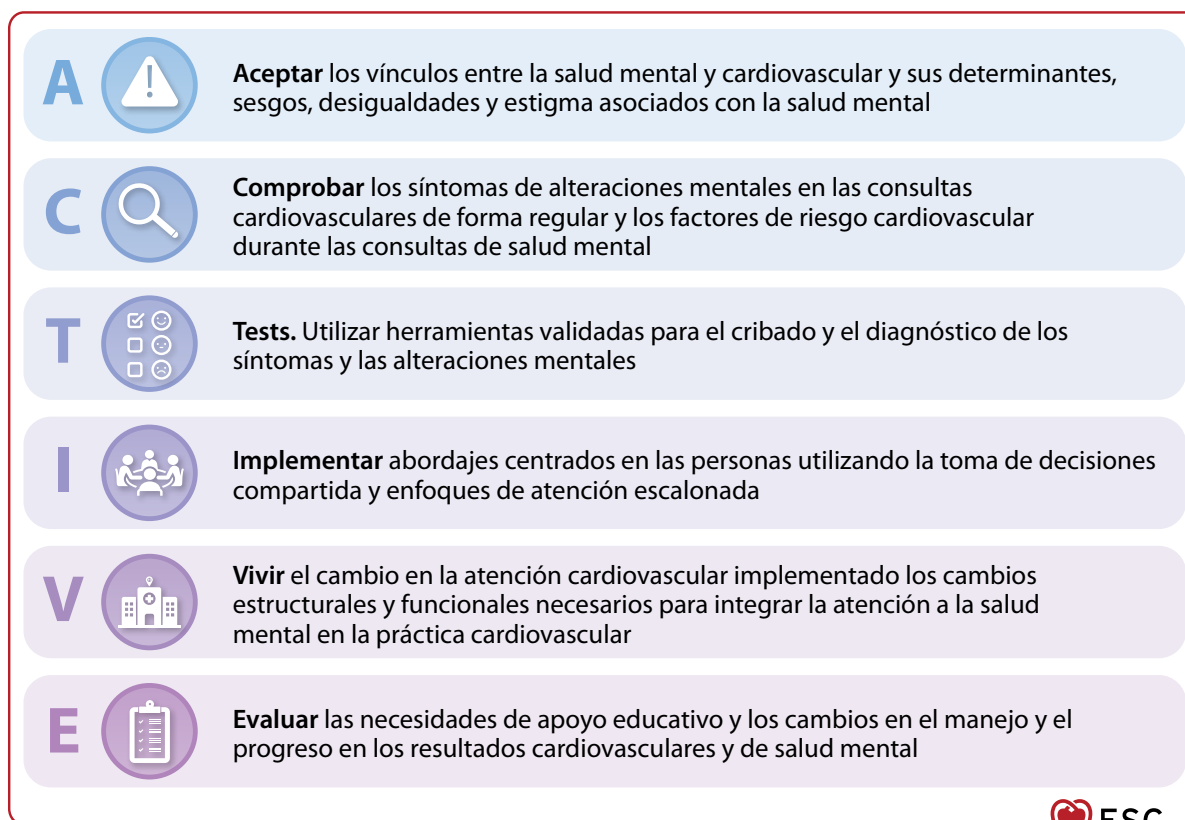 A
Aceptar los vínculos entre la salud mental y cardiovascular y sus determinantes,
sesgos, desigualdades y estigma asociados con la salud mental
C
Comprobar los síntomas de alteraciones mentales en las consultas
cardiovasculares de forma regular y los factores de riesgo cardiovascular
durante las consultas de salud mental
T
Tests. Utilizar herramientas validadas para el cribado y el diagnóstico de los
síntomas y las alteraciones mentales
I
Implementar abordajes centrados en las personas utilizando la toma de decisiones
compartida y enfoques de atención escalonada
V
Vivir el cambio en la atención cardiovascular implementado los cambios
estructurales y funcionales necesarios para integrar la atención a la salud
mental en la práctica cardiovascular
E
Evaluar las necesidades de apoyo educativo y los cambios en el manejo y el
progreso en los resultados cardiovasculares y de salud mental
ESC